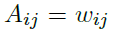 A_{ij} = w_{ij}